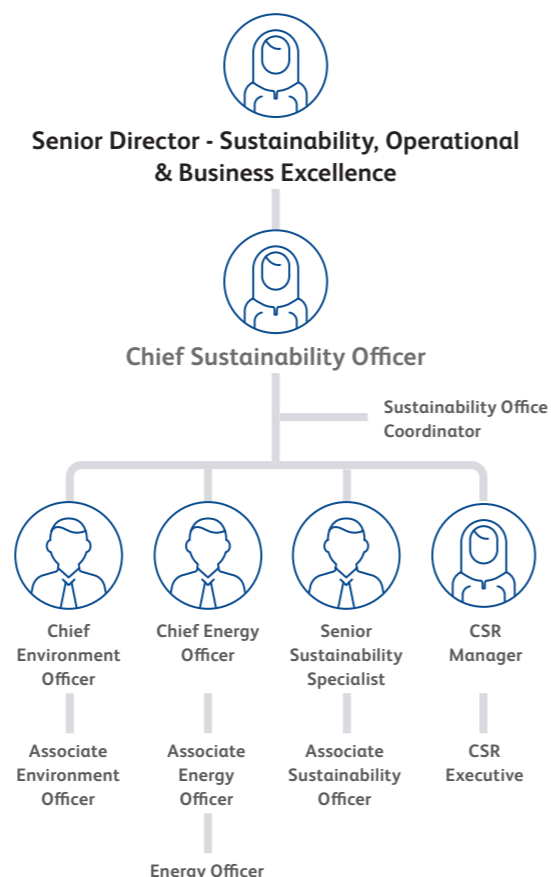 Senior Director - Sustainability, Operational
& Business Excellence
Chief Sustainability Officer
Sustainability Office
Coordinator
Chief
Environment
Officer
Chief Energy
Officer
Senior
Sustainability
Specialist
CSR
Manager
Associate
Environment
Officer
Associate
Energy
Officer
Associate
Sustainability
Officer
CSR
Executive
Energy Officer